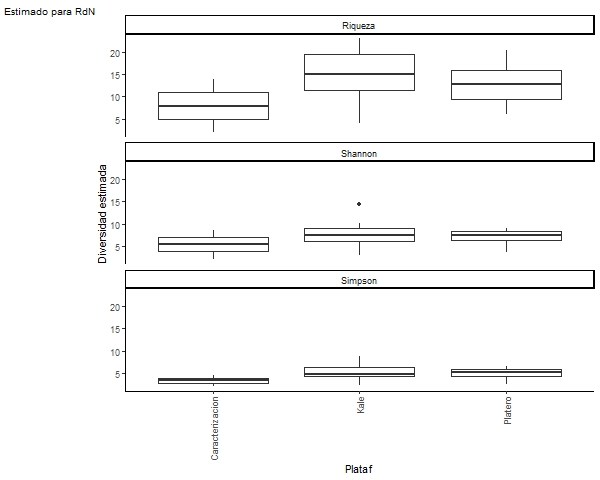 Estimado para RdN
Riqueza
20
15
10
5
Shannon
20
15
10
5
Simpson
20
15
10
5
Diversidad estimada
Caracterizacion
Kale
Platero
Plataf